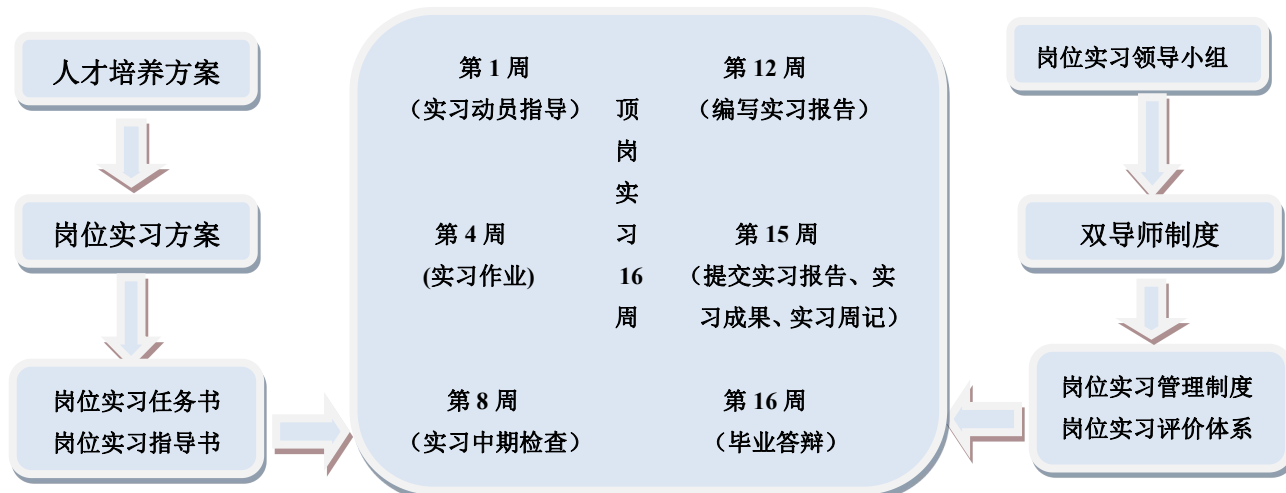 人才培养方案
岗位实习方案
岗位实习任务书
岗位实习指导书
第 1 周
（实习动员指导）
第 4 周
(实习作业)
第 8 周
（实习中期检查）
顶
岗
实
习
16
周
第 12 周
（编写实习报告）
第 15 周
（提交实习报告、实
习成果、实习周记）
第 16 周
（毕业答辩）
岗位实习领导小组
双导师制度
岗位实习管理制度
岗位实习评价体系